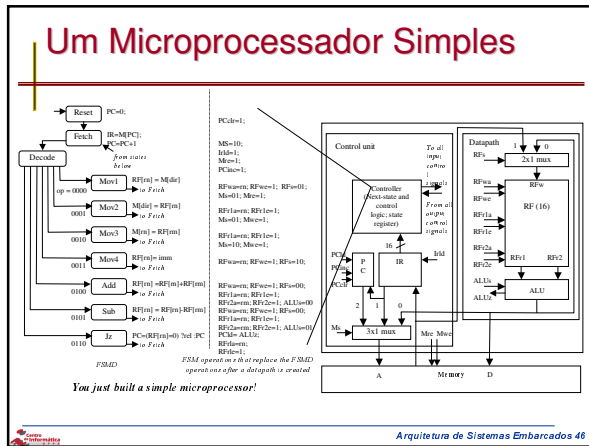 Um Microprocessador Simples
Reset
PC=0;
Fetch
IR=M[PC];
PC=PC+1
Decode
from states
below
Mov1
RF[rn] = M[dir]
op = 0000
to Fetch
Mov2
M[dir] = RF[rn]
0001
to Fetch
Mov3
M[rn] = RF[rm]
0010
to Fetch
Mov4
RF[rn]= imm
0011
to Fetch
Add
RF[rn] =RF[rn]+RF[rm]
0100
to Fetch
Sub
RF[rn] = RF[rn]-RF[rm]
0101
to Fetch
Jz
PC=(RF[rn]=0) ?rel :PC
0110
to Fetch
FSMD
PCclr=1;
MS=10;
Irld=1;
Mre=1;
PCinc=1;
RFwa=rn; RFwe=1; RFs=01;
Ms=01; Mre=1;
RFr1a=rn; RFr1e=1;
Ms=01; Mwe=1;
RFr1a=rn; RFr1e=1;
Ms=10; Mwe=1;
RFwa=rn; RFwe=1; RFs=10;
RFwa=rn; RFwe=1; RFs=00;
RFr1a=rn; RFr1e=1;
RFr2a=rm; RFr2e=1; ALUs=00
RFwa=rn; RFwe=1; RFs=00;
RFr1a=rn; RFr1e=1;
RFr2a=rm; RFr2e=1; ALUs=01
PCld= ALUz;
RFrla=rn;
RFrle=1;
FSM operations that replace the FSMD
operations after a datapath is created
You just built a simple microprocessor!
Control unit
To all
input
control
signals
Controller
(Next-state and
control
logic; state
register)
From all
output
control
signals
16
PCld
PCinc
PCclr
PC
IR
Irld
2
1
0
Ms
3x1 mux
Mre
Mwe
Datapath
1
0
RFs
2x1 mux
RFwa
RFwe
RFr1a
RFr1e
RFr2a
RFr2e
RFw
RF (16)
RFr1
RFr2
ALUs
ALUz
ALU
A
Memory
D
Centro
de Informática
Arquitetura de Sistemas Embarcados 46